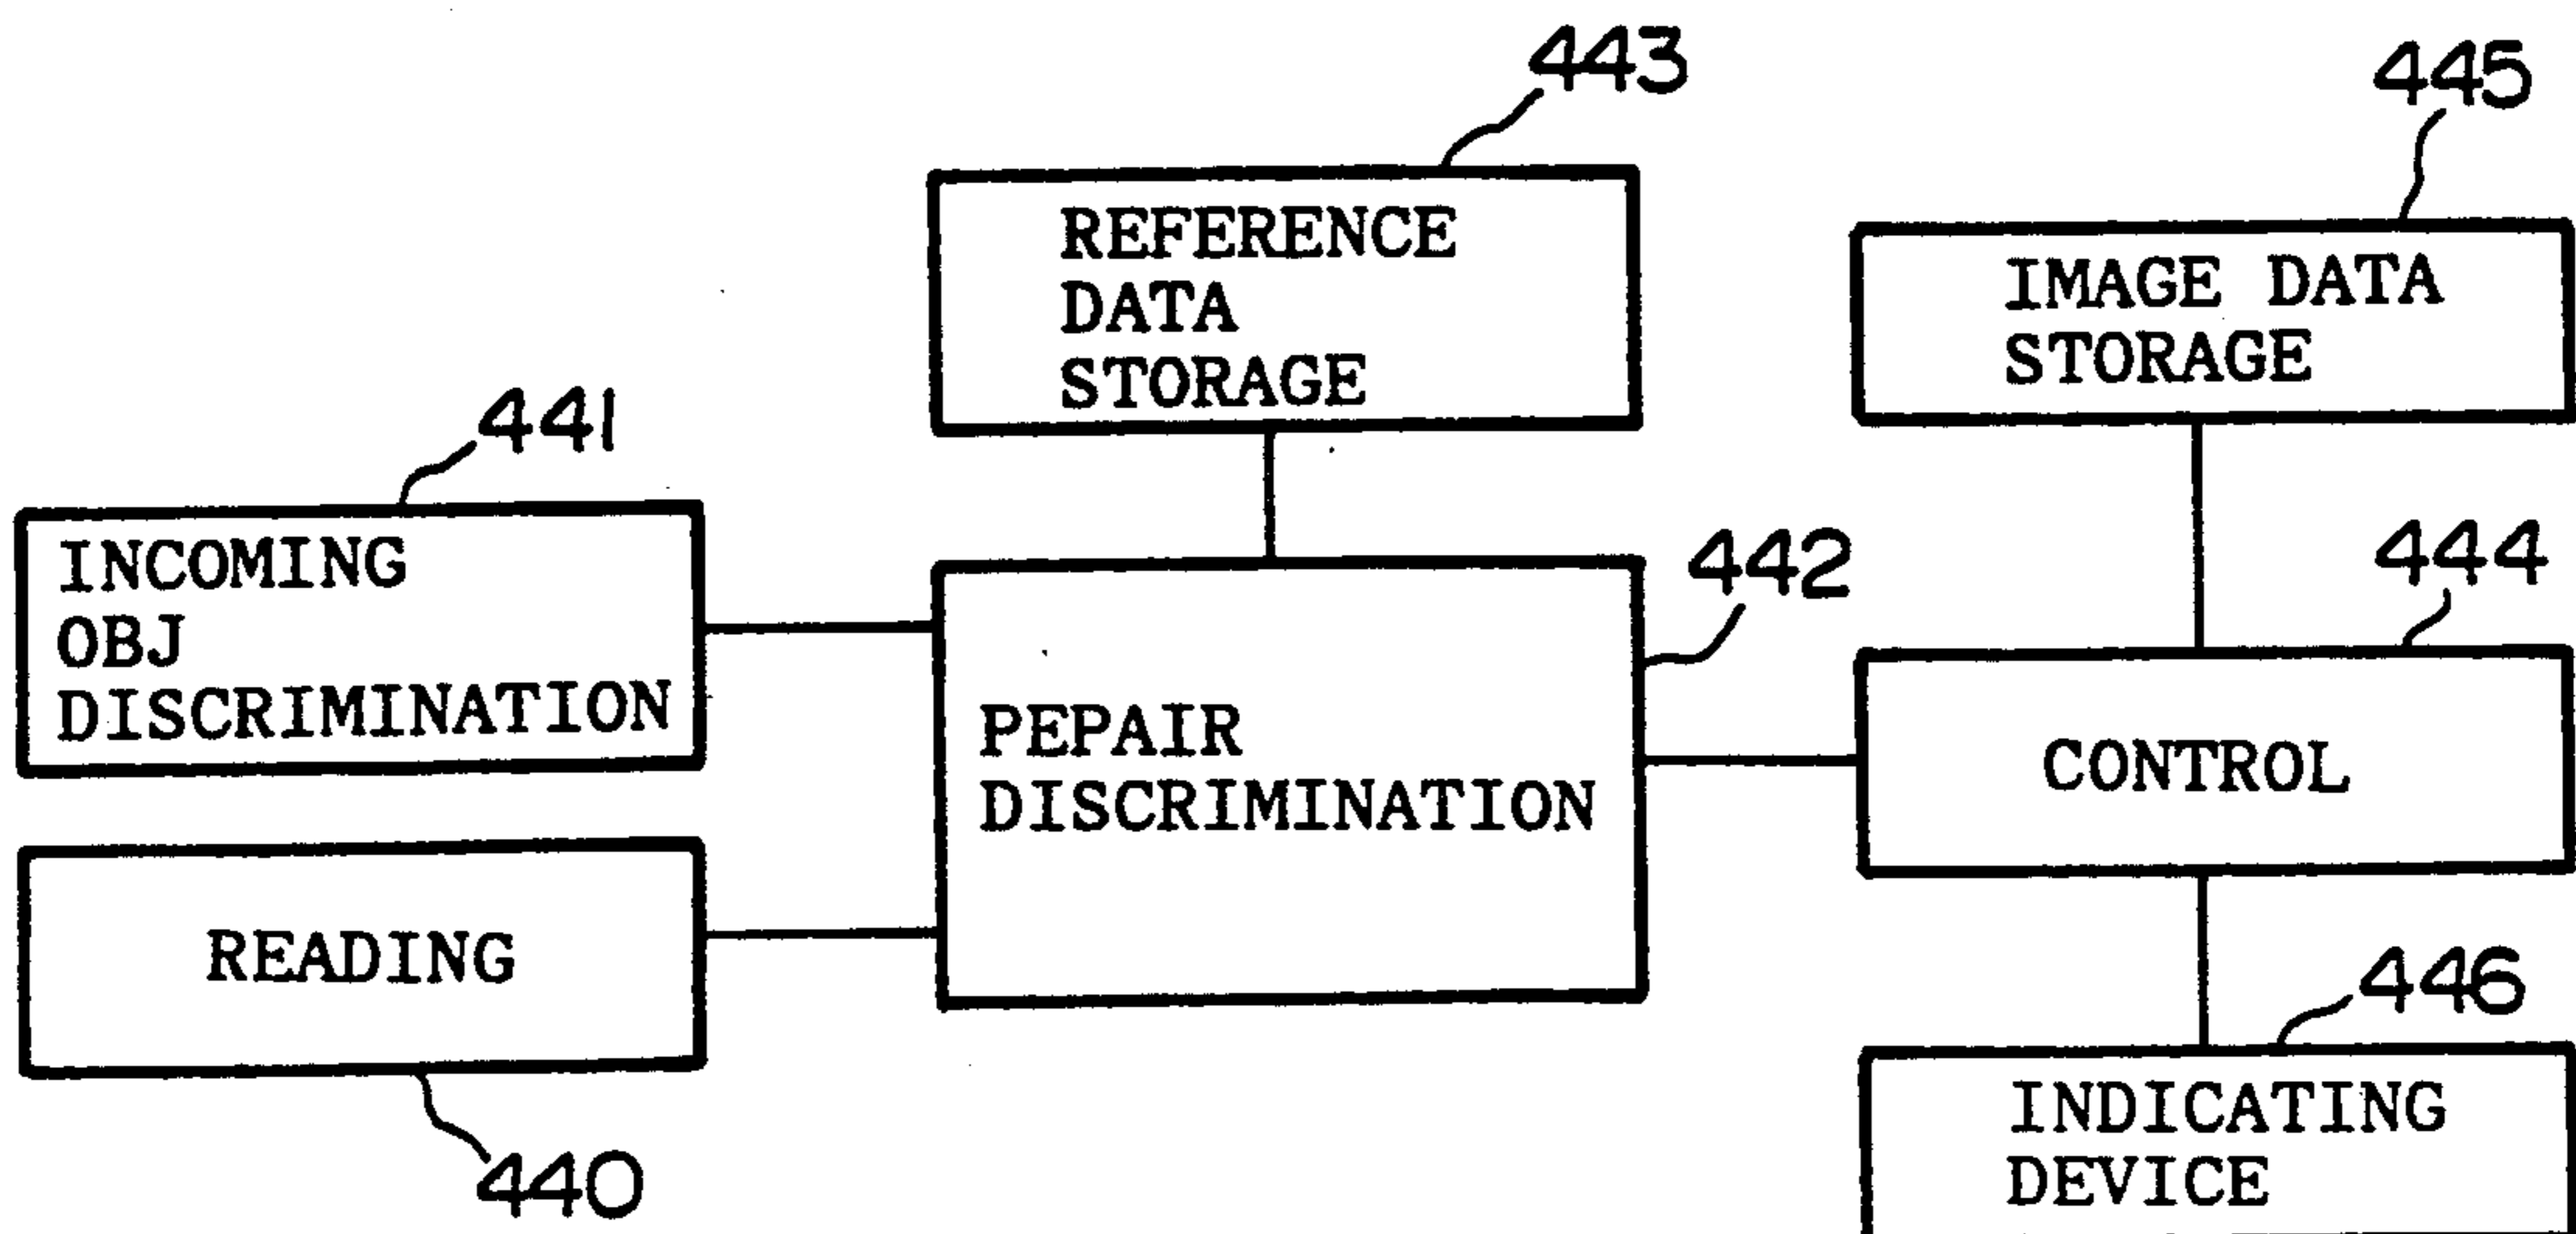 443
445
REFERENCE
DATA
STORAGE
IMAGE DATA
STORAGE
441
INCOMING
OBJ
DISCRIMINATION
442
444
PEPAIR
DISCRIMINATION
CONTROL
READING
446
440
INDICATING
DEVICE